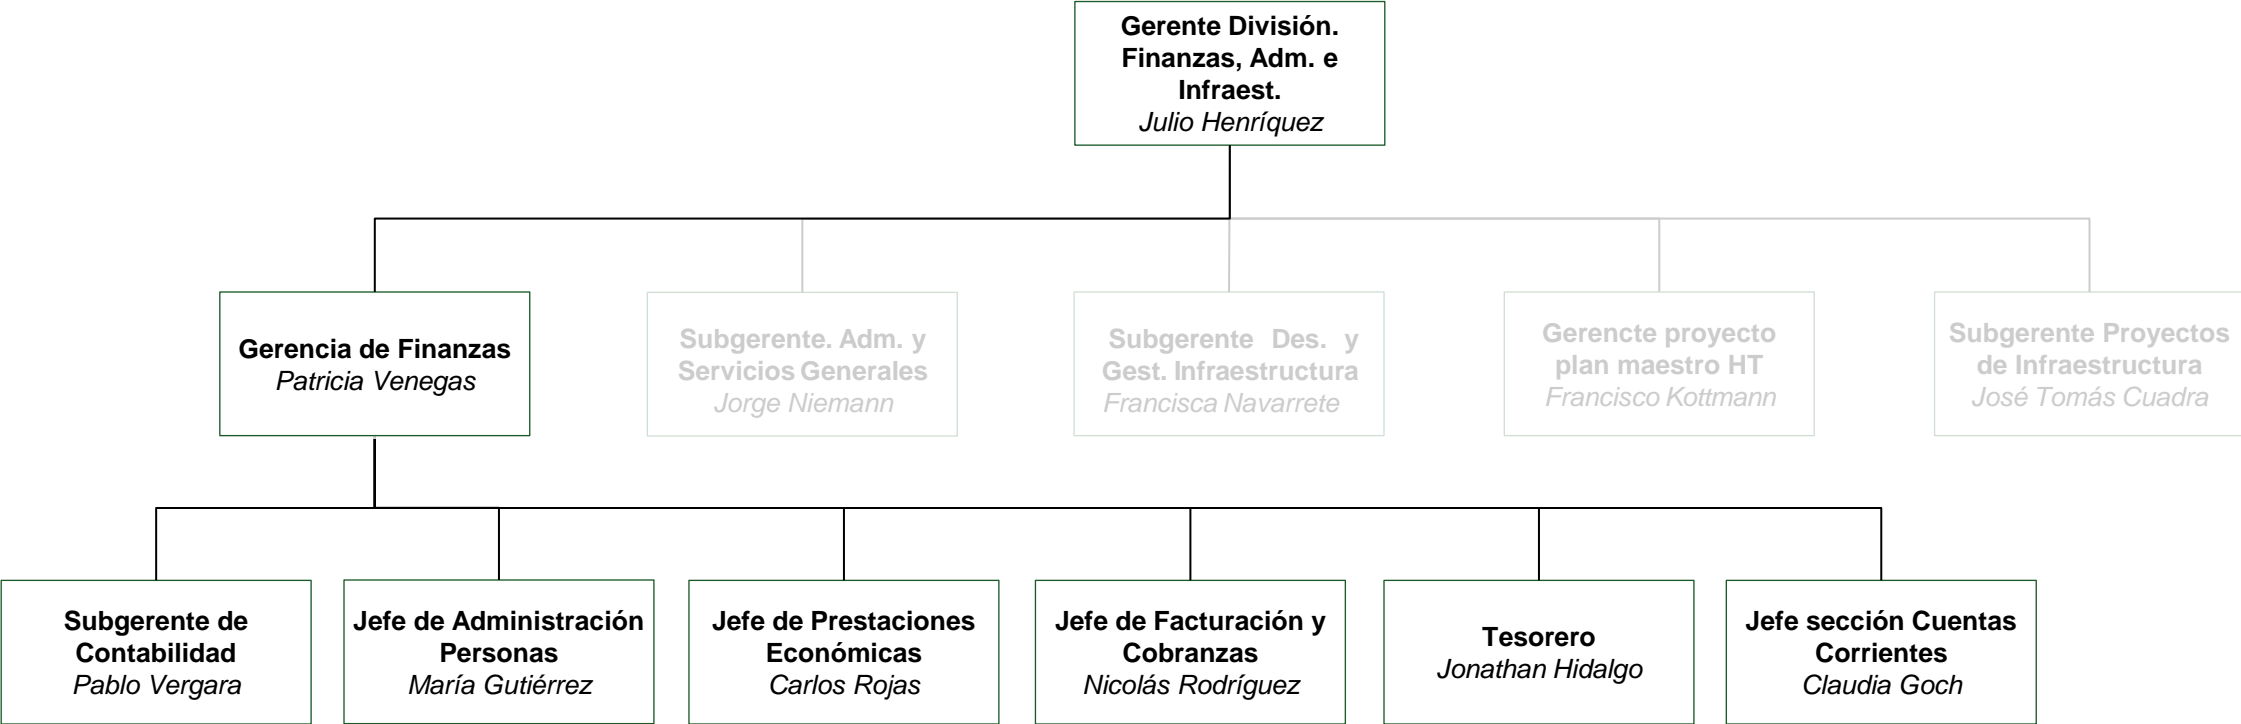 Gerente División.
Finanzas, Adm. e
Infraest.
Julio Henríquez
Gerencia de Finanzas
Patricia Venegas
Subgerente. Adm. y
Servicios Generales
Jorge Niemann
Subgerente Des. y
Gest. Infraestructura
Francisca Navarrete
Gerencte proyecto
plan maestro HT
Francisco Kottmann
Subgerente Proyectos
de Infraestructura
José Tomás Cuadra
Subgerente de
Contabilidad
Pablo Vergara
Jefe de Administración
Personas
María Gutiérrez
Jefe de Prestaciones
Económicas
Carlos Rojas
Jefe de Facturación y
Cobranzas
Nicolás Rodríguez
Tesorero
Jonathan Hidalgo
Jefe sección Cuentas
Corrientes
Claudia Goch